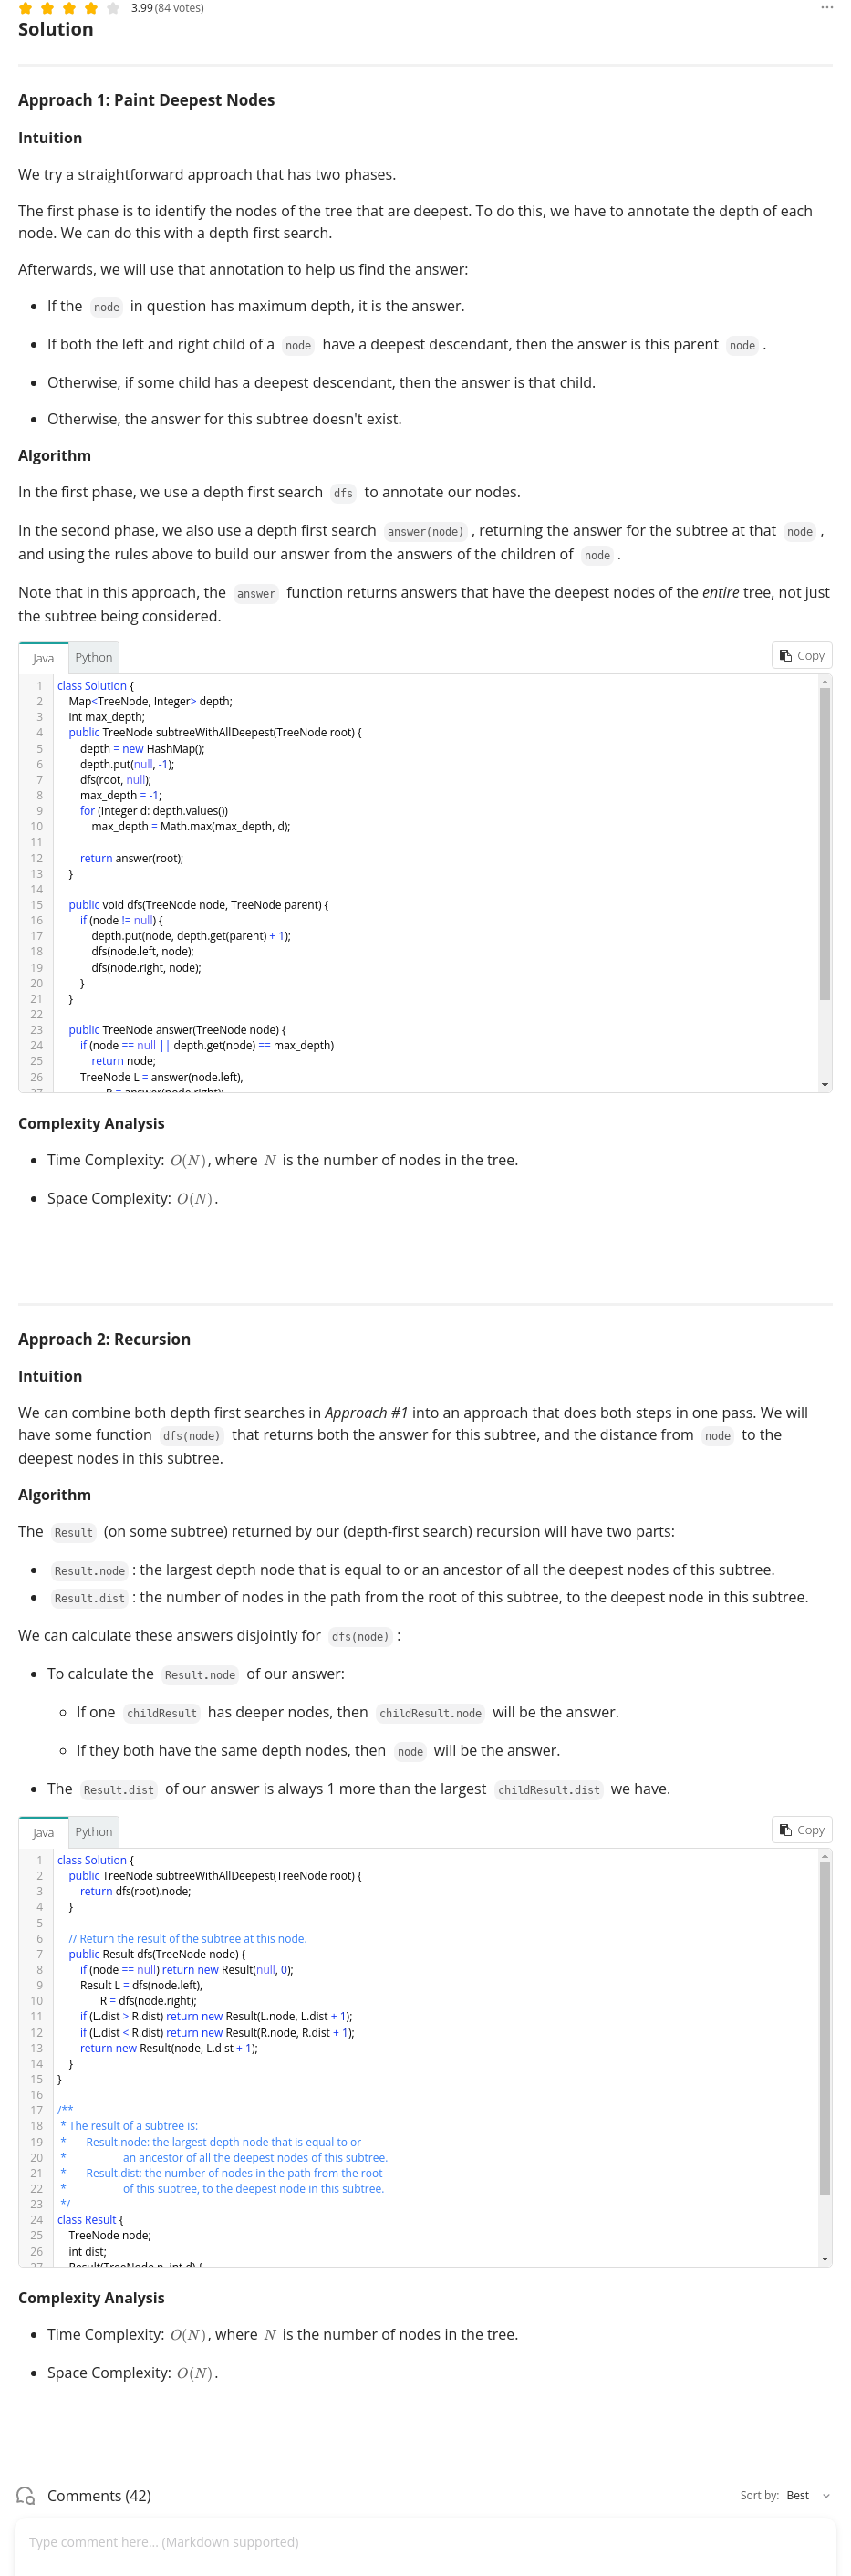 3.99 (84 votes)
Solution
Approach 1: Paint Deepest Nodes
Intuition
We try a straightforward approach that has two phases.
The first phase is to identify the nodes of the tree that are deepest. To do this, we have to annotate the depth of each
node. We can do this with a depth first search.
Afterwards, we will use that annotation to help us find the answer:
• If the node in question has maximum depth, it is the answer.
• If both the left and right child of a node have a deepest descendant, then the answer is this parent node .
• Otherwise, if some child has a deepest descendant, then the answer is that child.
• Otherwise, the answer for this subtree doesn't exist.
Algorithm
In the first phase, we use a depth first search dfs to annotate our nodes.
In the second phase, we also use a depth first search answer(node) , returning the answer for the subtree at that node ,
and using the rules above to build our answer from the answers of the children of node .
Note that in this approach, the answer function returns answers that have the deepest nodes of the entire tree, not just
the subtree being considered.
Java Python Copy
1 class Solution {
2     Map<TreeNode, Integer> depth;
3     int max_depth;
4     public TreeNode subtreeWithAllDeepest(TreeNode root) {
5         depth = new HashMap();
6         depth.put(null, -1);
7         dfs(root, null);
8         max_depth = -1;
9         for (Integer d: depth.values())
10             max_depth = Math.max(max_depth, d);
11
12         return answer(root);
13     }
14
15     public void dfs(TreeNode node, TreeNode parent) {
16         if (node != null) {
17             depth.put(node, depth.get(parent) + 1);
18             dfs(node.left, node);
19             dfs(node.right, node);
20         }
21     }
22
23     public TreeNode answer(TreeNode node) {
24         if (node == null || depth.get(node) == max_depth)
25             return node;
26         TreeNode L = answer(node.left),
27                  R = answer(node.right);
Complexity Analysis
• Time Complexity: O(N), where N is the number of nodes in the tree.
• Space Complexity: O(N).
Approach 2: Recursion
Intuition
We can combine both depth first searches in Approach #1 into an approach that does both steps in one pass. We will
have some function dfs(node) that returns both the answer for this subtree, and the distance from node to the
deepest nodes in this subtree.
Algorithm
The Result (on some subtree) returned by our (depth-first search) recursion will have two parts:
• Result.node : the largest depth node that is equal to or an ancestor of all the deepest nodes of this subtree.
• Result.dist : the number of nodes in the path from the root of this subtree, to the deepest node in this subtree.
We can calculate these answers disjointly for dfs(node) :
• To calculate the Result.node of our answer:
○ If one childResult has deeper nodes, then childResult.node will be the answer.
○ If they both have the same depth nodes, then node will be the answer.
• The Result.dist of our answer is always 1 more than the largest childResult.dist we have.
Java Python Copy
1 class Solution {
2     public TreeNode subtreeWithAllDeepest(TreeNode root) {
3         return dfs(root).node;
4     }
5
6     // Return the result of the subtree at this node.
7     public Result dfs(TreeNode node) {
8         if (node == null) return new Result(null, 0);
9         Result L = dfs(node.left),
10                R = dfs(node.right);
11         if (L.dist > R.dist) return new Result(L.node, L.dist + 1);
12         if (L.dist < R.dist) return new Result(R.node, R.dist + 1);
13         return new Result(node, L.dist + 1);
14     }
15 }
16
17 /**
18  * The result of a subtree is:
19  *       Result.node: the largest depth node that is equal to or
20  *                    an ancestor of all the deepest nodes of this subtree.
21  *       Result.dist: the number of nodes in the path from the root
22  *                    of this subtree, to the deepest node in this subtree.
23  */
24 class Result {
25     TreeNode node;
26     int dist;
27     Result(TreeNode n, int d) {
Complexity Analysis
• Time Complexity: O(N), where N is the number of nodes in the tree.
• Space Complexity: O(N).
Comments (42) Sort by: Best
Type comment here... (Markdown supported)